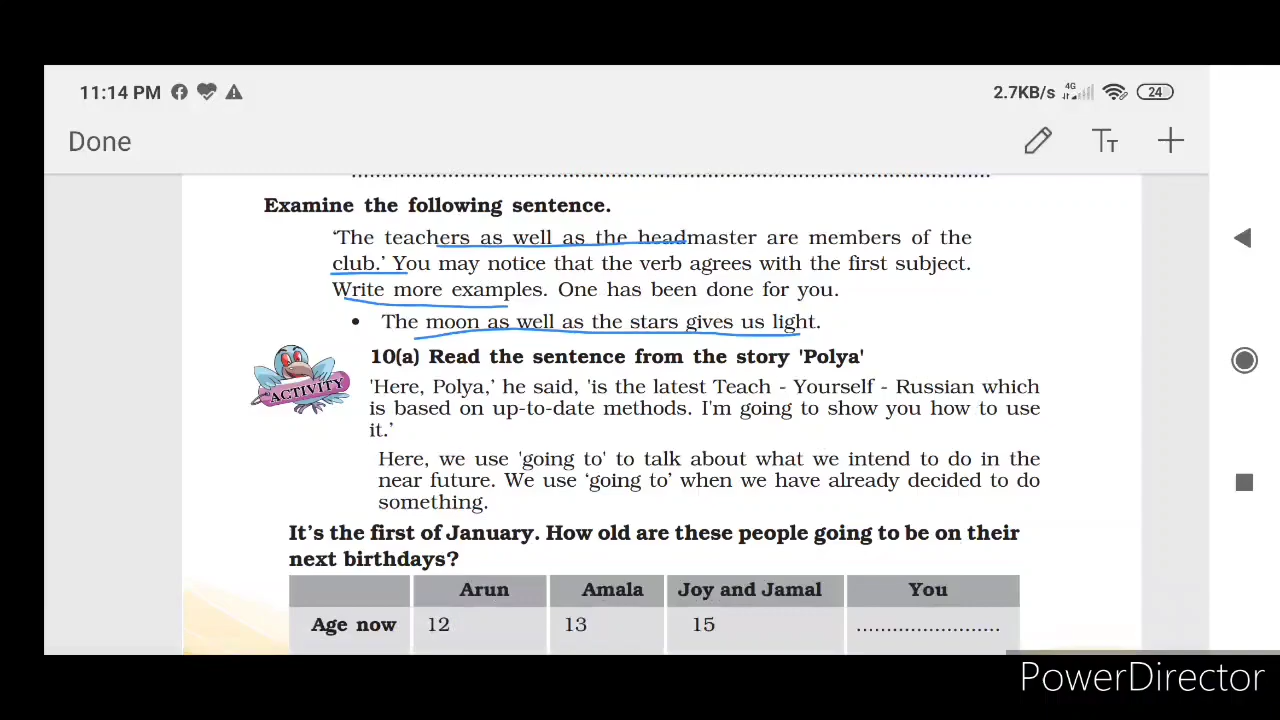 11:14 PM 2.7KB/s 4G 24
Done TT
Examine the following sentence.
'The teachers as well as the headmaster are members of the
club.' You may notice that the verb agrees with the first subject.
Write more examples. One has been done for you.
• The moon as well as the stars gives us light.
10(a) Read the sentence from the story 'Polya'
ACTIVITY
'Here, Polya,' he said, 'is the latest Teach - Yourself - Russian which
is based on up-to-date methods. I'm going to show you how to use
it.'
Here, we use 'going to' to talk about what we intend to do in the
near future. We use 'going to' when we have already decided to do
something.
It's the first of January. How old are these people going to be on their
next birthdays?
Arun Amala Joy and Jamal You
Age now 12 13 15 ........................
PowerDirector